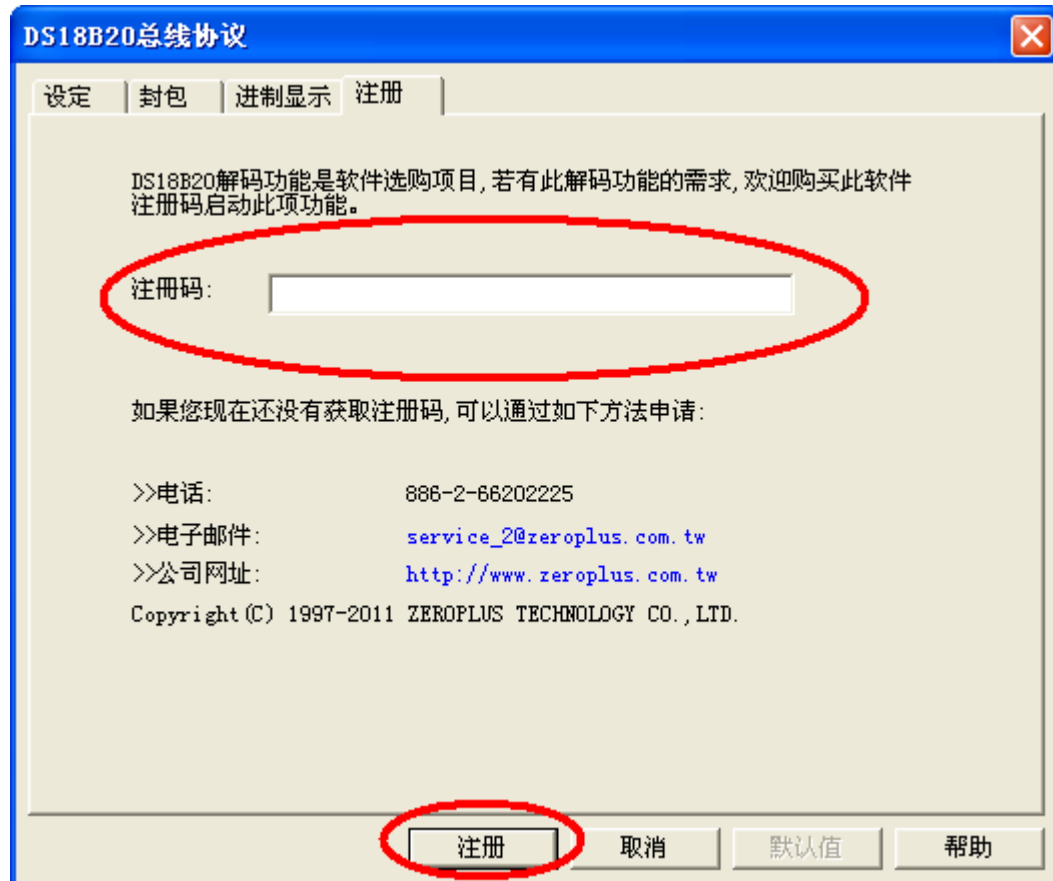 DS18B20总线协议
设定 封包 进制显示 注册
DS18B20解码功能是软件选购项目,若有此解码功能的需求,欢迎购买此软件
注册码启动此项功能。
注冊码:
如果您现在还没有获取注册码,可以通过如下方法申请:
>>电话: 886-2-66202225
>>电子邮件: service_2@zeroplus.com.tw
>>公司网址: http://www.zeroplus.com.tw
Copyright(C) 1997-2011 ZEROPLUS TECHNOLOGY CO.,LTD.
注册 取消 默认值 帮助